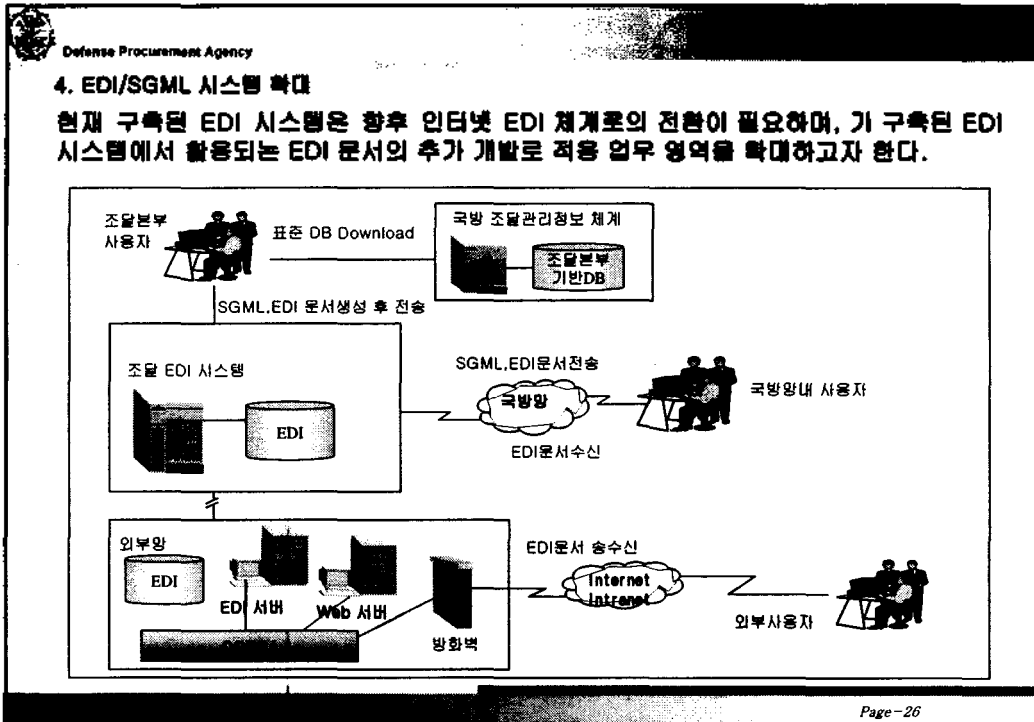 Defense Procurement Agency
4. EDI/SGML 시스템 확대
현재 구축된 EDI 시스템은 향후 인터넷 EDI 체계로의 전환이 필요하며, 기 구축된 EDI
시스템에서 활용되는 EDI 문서의 추가 개발로 적용 업무 영역을 확대하고자 한다.
조달본부
사용자
표준 DB Download
국방 조달관리정보 체계
조달본부
기반DB
SGML,EDI 문서생성 후 전송
조달 EDI 시스템
EDI
SGML,EDI문서전송
국방망
EDI문서수신
국방망내 사용자
외부망
EDI
EDI 서버
Web 서버
방화벽
EDI문서 송수신
Internet
Intranet
외부사용자
Page-26